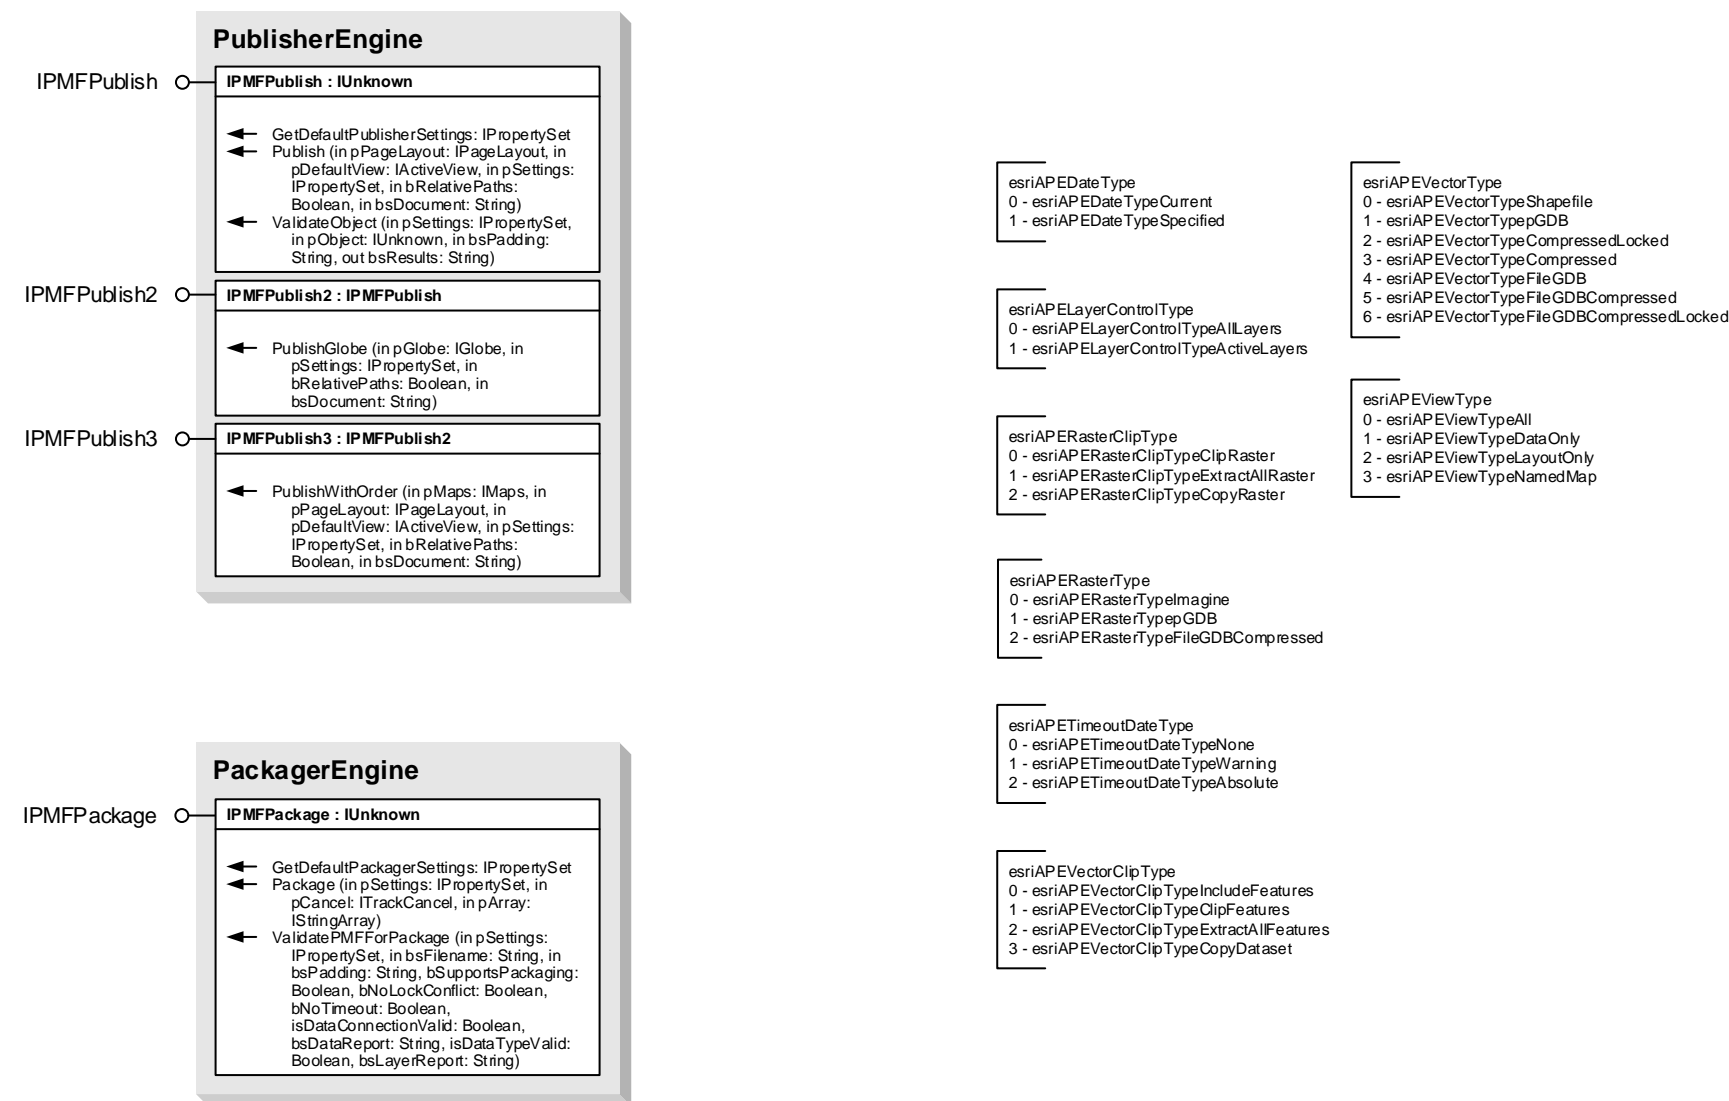 PublisherEngine
IPMFPublish
IPMFPublish : IUnknown
GetDefaultPublisherSettings: IPropertySet
Publish (in pPageLayout: IPageLayout, in
pDefaultView: IActiveView, in pSettings:
IPropertySet, in bRelativePaths:
Boolean, in bsDocument: String)
ValidateObject (in pSettings: IPropertySet,
in pObject: IUnknown, in bsPadding:
String, out bsResults: String)
IPMFPublish2
IPMFPublish2 : IPMFPublish
PublishGlobe (in pGlobe: IGlobe, in
pSettings: IPropertySet, in
bRelativePaths: Boolean, in
bsDocument: String)
IPMFPublish3
IPMFPublish3 : IPMFPublish2
PublishWithOrder (in pMaps: IMaps, in
pPageLayout: IPageLayout, in
pDefaultView: IActiveView, in pSettings:
IPropertySet, in bRelativePaths:
Boolean, in bsDocument: String)
PackagerEngine
IPMFPackage
IPMFPackage : IUnknown
GetDefaultPackagerSettings: IPropertySet
Package (in pSettings: IPropertySet, in
pCancel: ITrackCancel, in pArray:
IStringArray)
ValidatePMFForPackage (in pSettings:
IPropertySet, in bsFilename: String, in
bsPadding: String, bSupportsPackaging:
Boolean, bNoLockConflict: Boolean,
bNoTimeout: Boolean,
isDataConnectionValid: Boolean,
bsDataReport: String, isDataTypeValid:
Boolean, bsLayerReport: String)
esriAPEDateType
0 - esriAPEDateTypeCurrent
1 - esriAPEDateTypeSpecified
esriAPELayerControlType
0 - esriAPELayerControlTypeAllLayers
1 - esriAPELayerControlTypeActiveLayers
esriAPERasterClipType
0 - esriAPERasterClipTypeClipRaster
1 - esriAPERasterClipTypeExtractAllRaster
2 - esriAPERasterClipTypeCopyRaster
esriAPERasterType
0 - esriAPERasterTypeImagine
1 - esriAPERasterTypepGDB
2 - esriAPERasterTypeFileGDBCompressed
esriAPETimeoutDateType
0 - esriAPETimeoutDateTypeNone
1 - esriAPETimeoutDateTypeWarning
2 - esriAPETimeoutDateTypeAbsolute
esriAPEVectorClipType
0 - esriAPEVectorClipTypeIncludeFeatures
1 - esriAPEVectorClipTypeClipFeatures
2 - esriAPEVectorClipTypeExtractAllFeatures
3 - esriAPEVectorClipTypeCopyDataset
esriAPEVectorType
0 - esriAPEVectorTypeShapefile
1 - esriAPEVectorTypepGDB
2 - esriAPEVectorTypeCompressedLocked
3 - esriAPEVectorTypeCompressed
4 - esriAPEVectorTypeFileGDB
5 - esriAPEVectorTypeFileGDBCompressed
6 - esriAPEVectorTypeFileGDBCompressedLocked
esriAPEViewType
0 - esriAPEViewTypeAll
1 - esriAPEViewTypeDataOnly
2 - esriAPEViewTypeLayoutOnly
3 - esriAPEViewTypeNamedMap